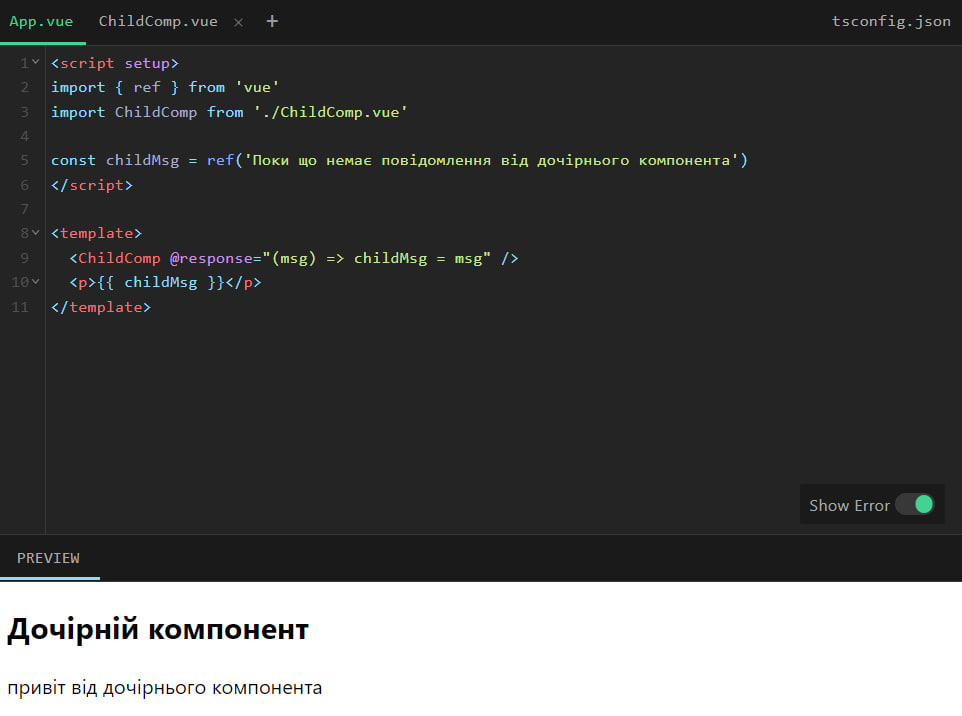 App.vue ChildComp.vue × + tsconfig.json
1 <script setup>
2 import { ref } from 'vue'
3 import ChildComp from './ChildComp.vue'
4
5 const childMsg = ref('Поки що немає повідомлення від дочірнього компонента')
6 </script>
7
8 <template>
9   <ChildComp @response="(msg) => childMsg = msg" />
10   <p>{{ childMsg }}</p>
11 </template>
Show Error
PREVIEW
Дочірній компонент
привіт від дочірнього компонента